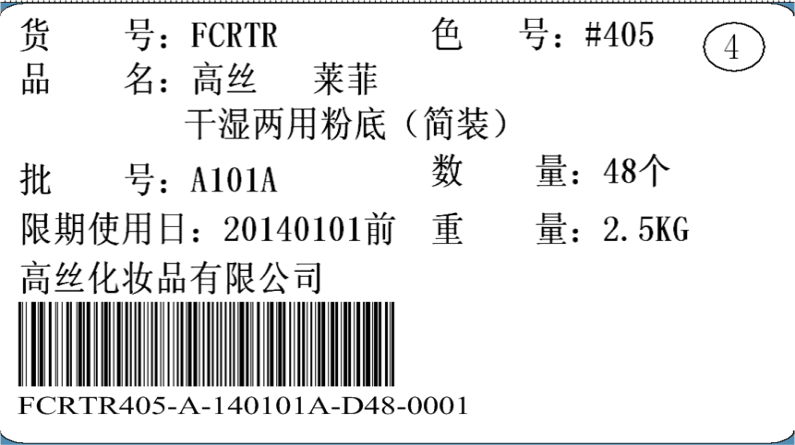 货 号：FCRTR 色 号：#405 ④
品 名：高丝 莱菲
干湿两用粉底（简装）
批 号：A101A 数 量：48个
限期使用日：20140101前 重 量：2.5KG
高丝化妆品有限公司
FCRTR405-A-140101A-D48-0001